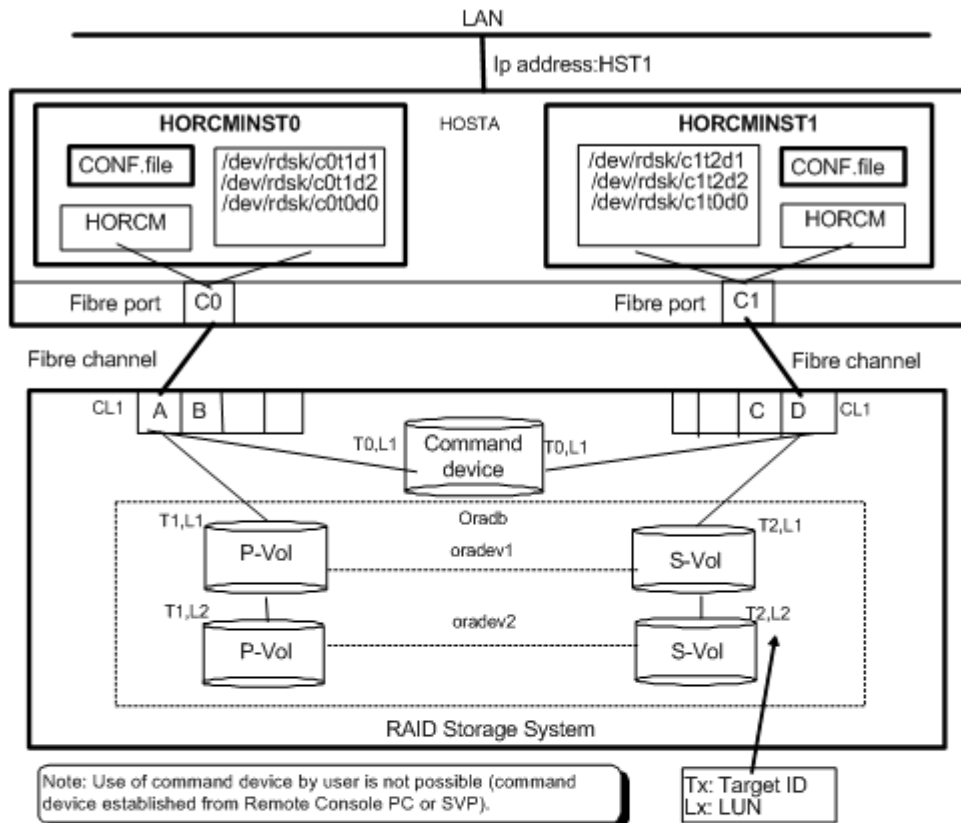 LAN
Ip address:HST1
HORCMINST0
HOSTA
HORCMINST1
CONF.file
/dev/rdsk/c0t1d1
/dev/rdsk/c0t1d2
/dev/rdsk/c0t0d0
HORCM
/dev/rdsk/c1t2d1
/dev/rdsk/c1t2d2
/dev/rdsk/c1t0d0
CONF.file
HORCM
Fibre port
C0
Fibre port
C1
Fibre channel
Fibre channel
CL1
A
B
C
D
CL1
T0,L1
Command
device
T0,L1
Oradb
T1,L1
P-Vol
oradev1
T2,L1
S-Vol
T1,L2
P-Vol
oradev2
T2,L2
S-Vol
RAID Storage System
Note: Use of command device by user is not possible (command
device established from Remote Console PC or SVP).
Tx: Target ID
Lx: LUN